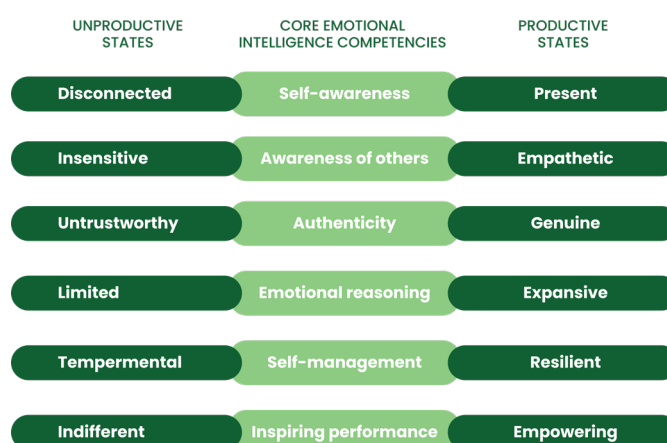 UNPRODUCTIVE STATES
CORE EMOTIONAL INTELLIGENCE COMPETENCIES
PRODUCTIVE STATES
Disconnected
Self-awareness
Present
Insensitive
Awareness of others
Empathetic
Untrustworthy
Authenticity
Genuine
Limited
Emotional reasoning
Expansive
Tempermental
Self-management
Resilient
Indifferent
Inspiring performance
Empowering